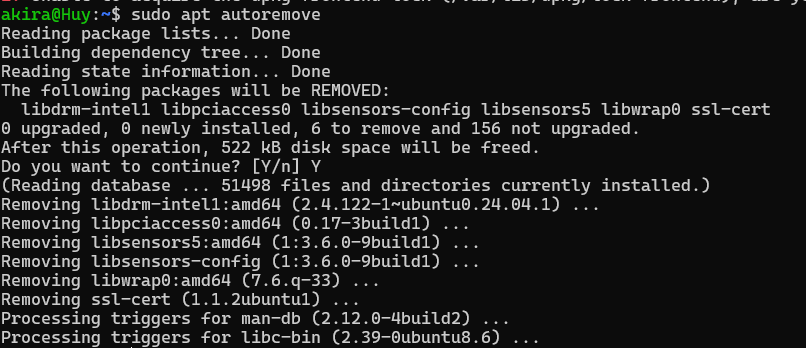 akira@Huy:~$ sudo apt autoremove
Reading package lists... Done
Building dependency tree... Done
Reading state information... Done
The following packages will be REMOVED:
  libdrm-intel1 libpciaccess0 libsensors-config libsensors5 libwrap0 ssl-cert
0 upgraded, 0 newly installed, 6 to remove and 156 not upgraded.
After this operation, 522 kB disk space will be freed.
Do you want to continue? [Y/n] Y
(Reading database ... 51498 files and directories currently installed.)
Removing libdrm-intel1:amd64 (2.4.122-1~ubuntu0.24.04.1) ...
Removing libpciaccess0:amd64 (0.17-3build1) ...
Removing libsensors5:amd64 (1:3.6.0-9build1) ...
Removing libsensors-config (1:3.6.0-9build1) ...
Removing libwrap0:amd64 (7.6.q-33) ...
Removing ssl-cert (1.1.2ubuntu1) ...
Processing triggers for man-db (2.12.0-4build2) ...
Processing triggers for libc-bin (2.39-0ubuntu8.6) ...